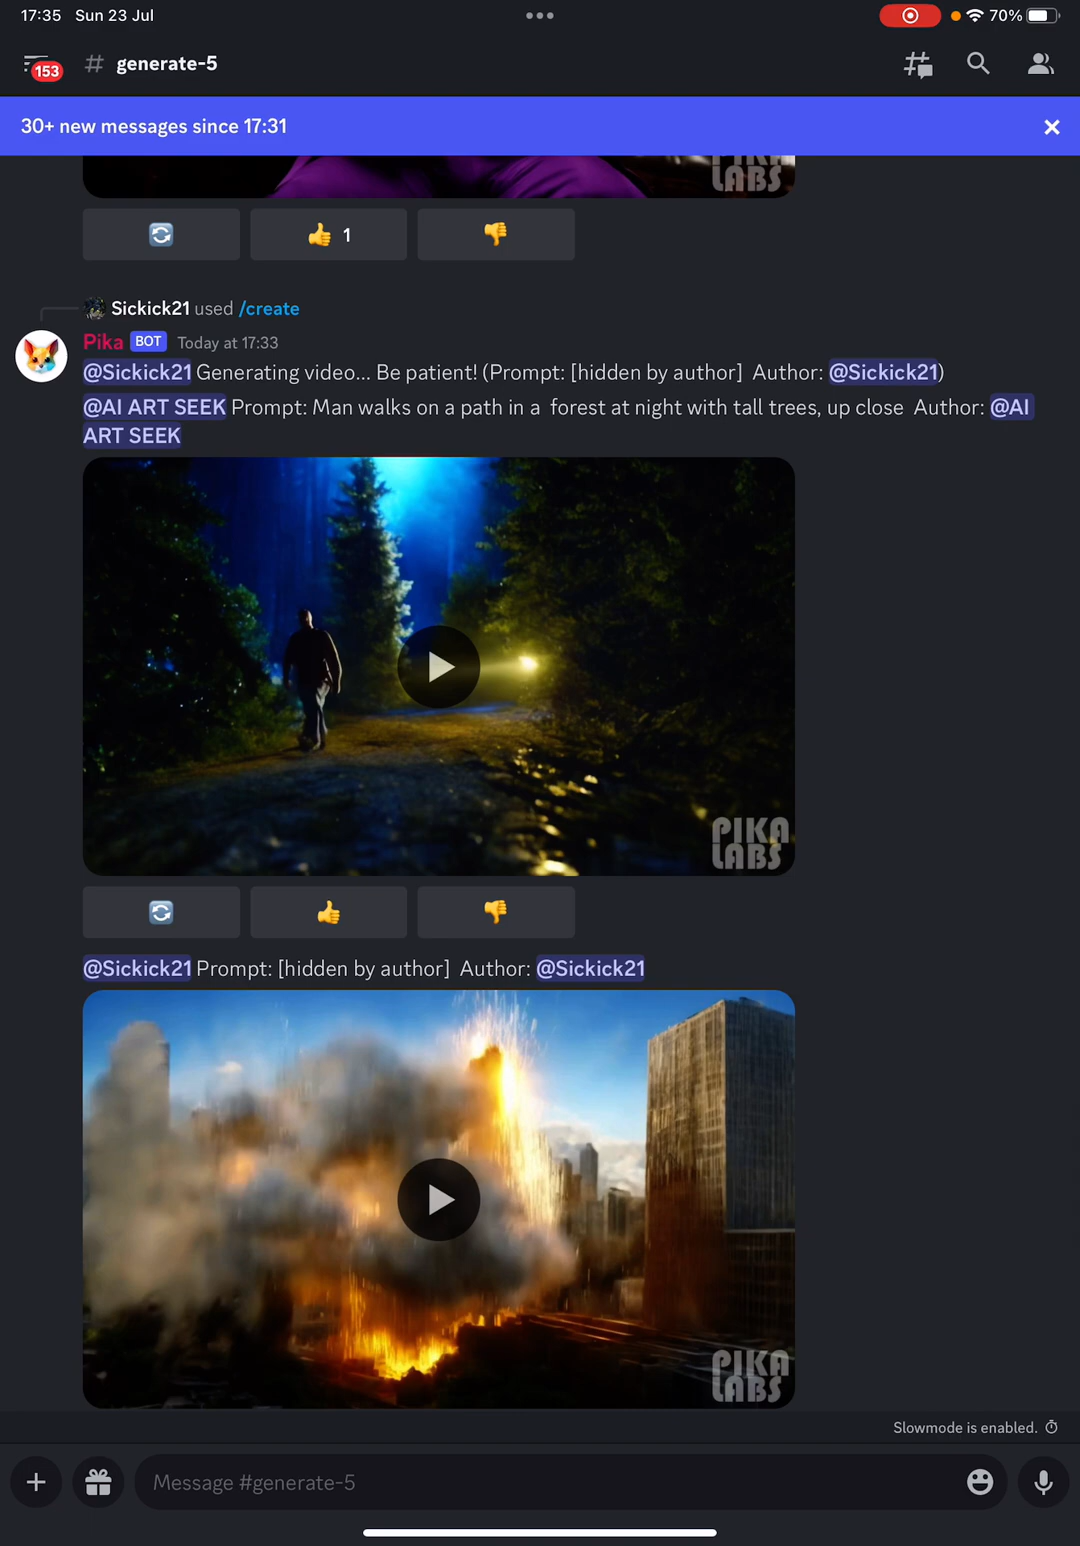 17:35 Sun 23 Jul
70%
153
# generate-5
30+ new messages since 17:31
PIKA
LABS
1
Sickick21 used /create
Pika BOT Today at 17:33
@Sickick21 Generating video... Be patient! (Prompt: [hidden by author] Author: @Sickick21)
@AI ART SEEK Prompt: Man walks on a path in a forest at night with tall trees, up close Author: @AI
ART SEEK
PIKA
LABS
@Sickick21 Prompt: [hidden by author] Author: @Sickick21
PIKA
LABS
Slowmode is enabled.
Message #generate-5